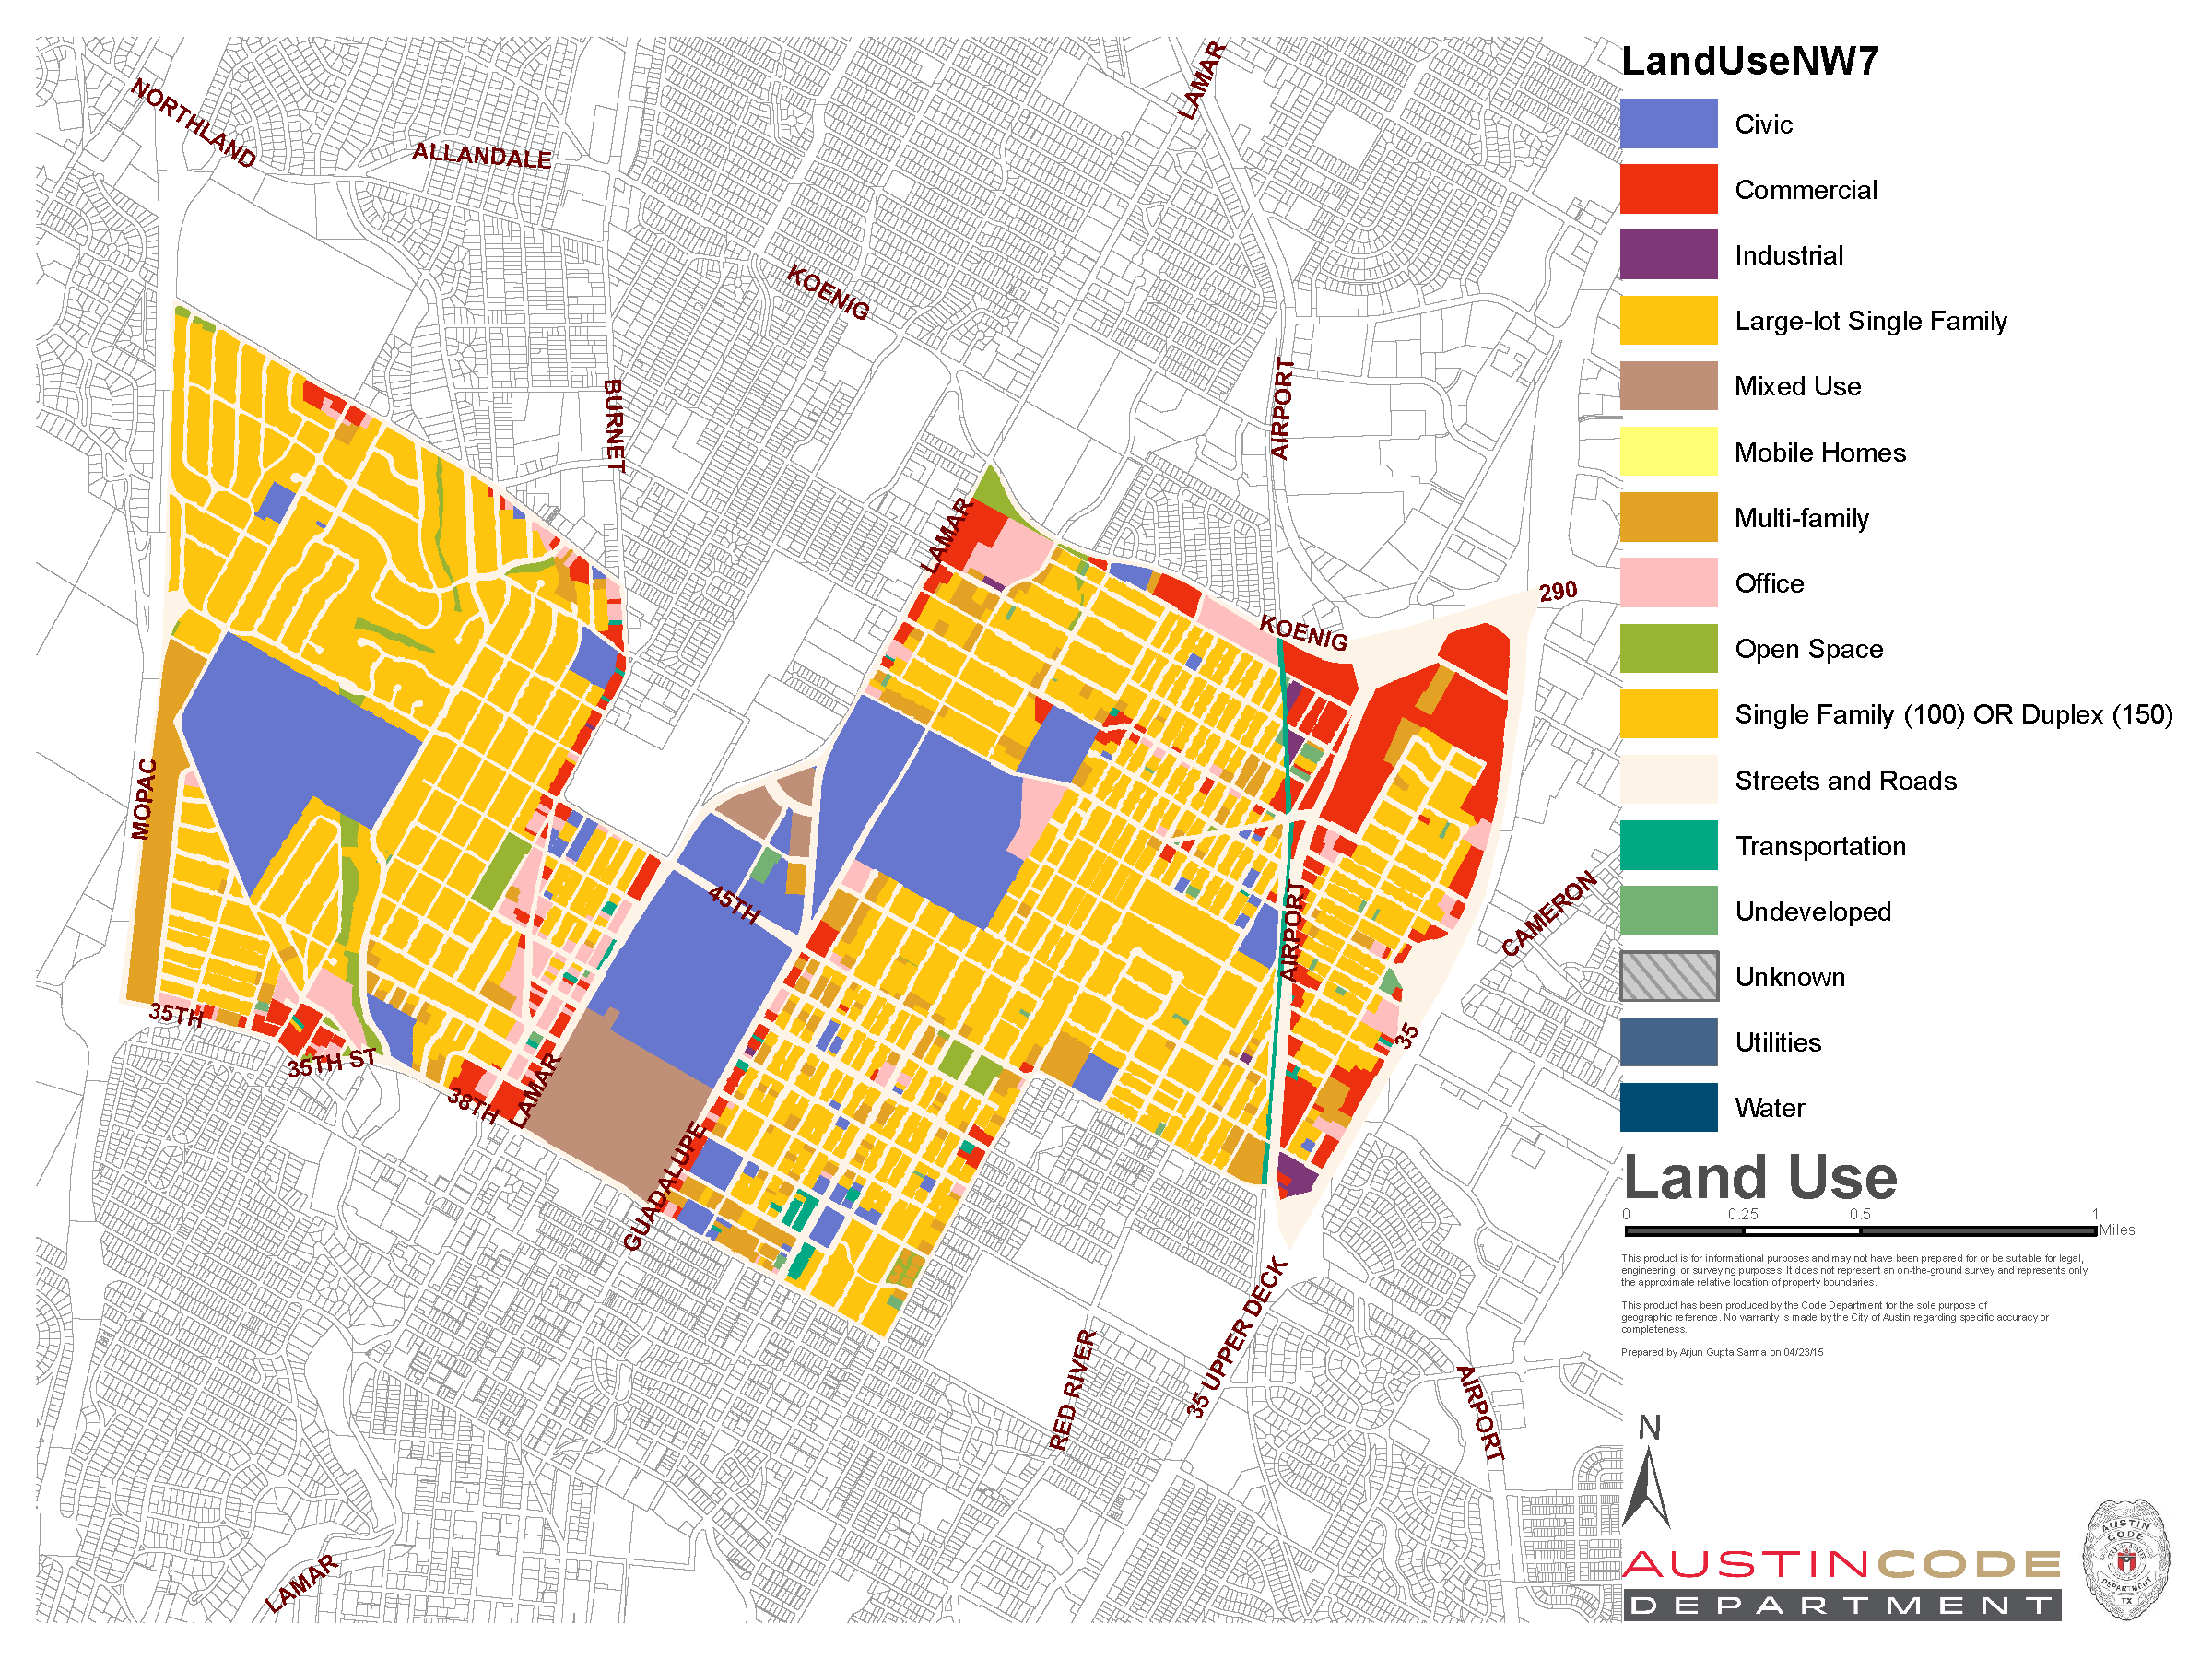 LandUseNW7
Civic
Commercial
Industrial
Large-lot Single Family
Mixed Use
Mobile Homes
Multi-family
Office
Open Space
Single Family (100) OR Duplex (150)
Streets and Roads
Transportation
Undeveloped
Unknown
Utilities
Water
Land Use
0 0.25 0.5 1
Miles
This product is for informational purposes and may not have been prepared for or be suitable for legal,
engineering, or surveying purposes. It does not represent an on-the-ground survey and represents only
the approximate relative location of property boundaries.
This product has been produced by the Code Department for the sole purpose of
geographic reference. No warranty is made by the City of Austin regarding specific accuracy or
completeness.
Prepared by Arjun Gupta Sarma on 04/23/15
N
AUSTINCODE
DEPARTMENT
AUSTIN
CODE
DEPARTMENT
TX
NORTHLAND
ALLANDALE
LAMAR
KOENIG
BURNET
AIRPORT
LAMAR
290
KOENIG
MOPAC
45TH
AIRPORT
CAMERON
35TH
35TH ST
38TH
LAMAR
35
GUADALUPE
35 UPPER DECK
RED RIVER
AIRPORT
LAMAR